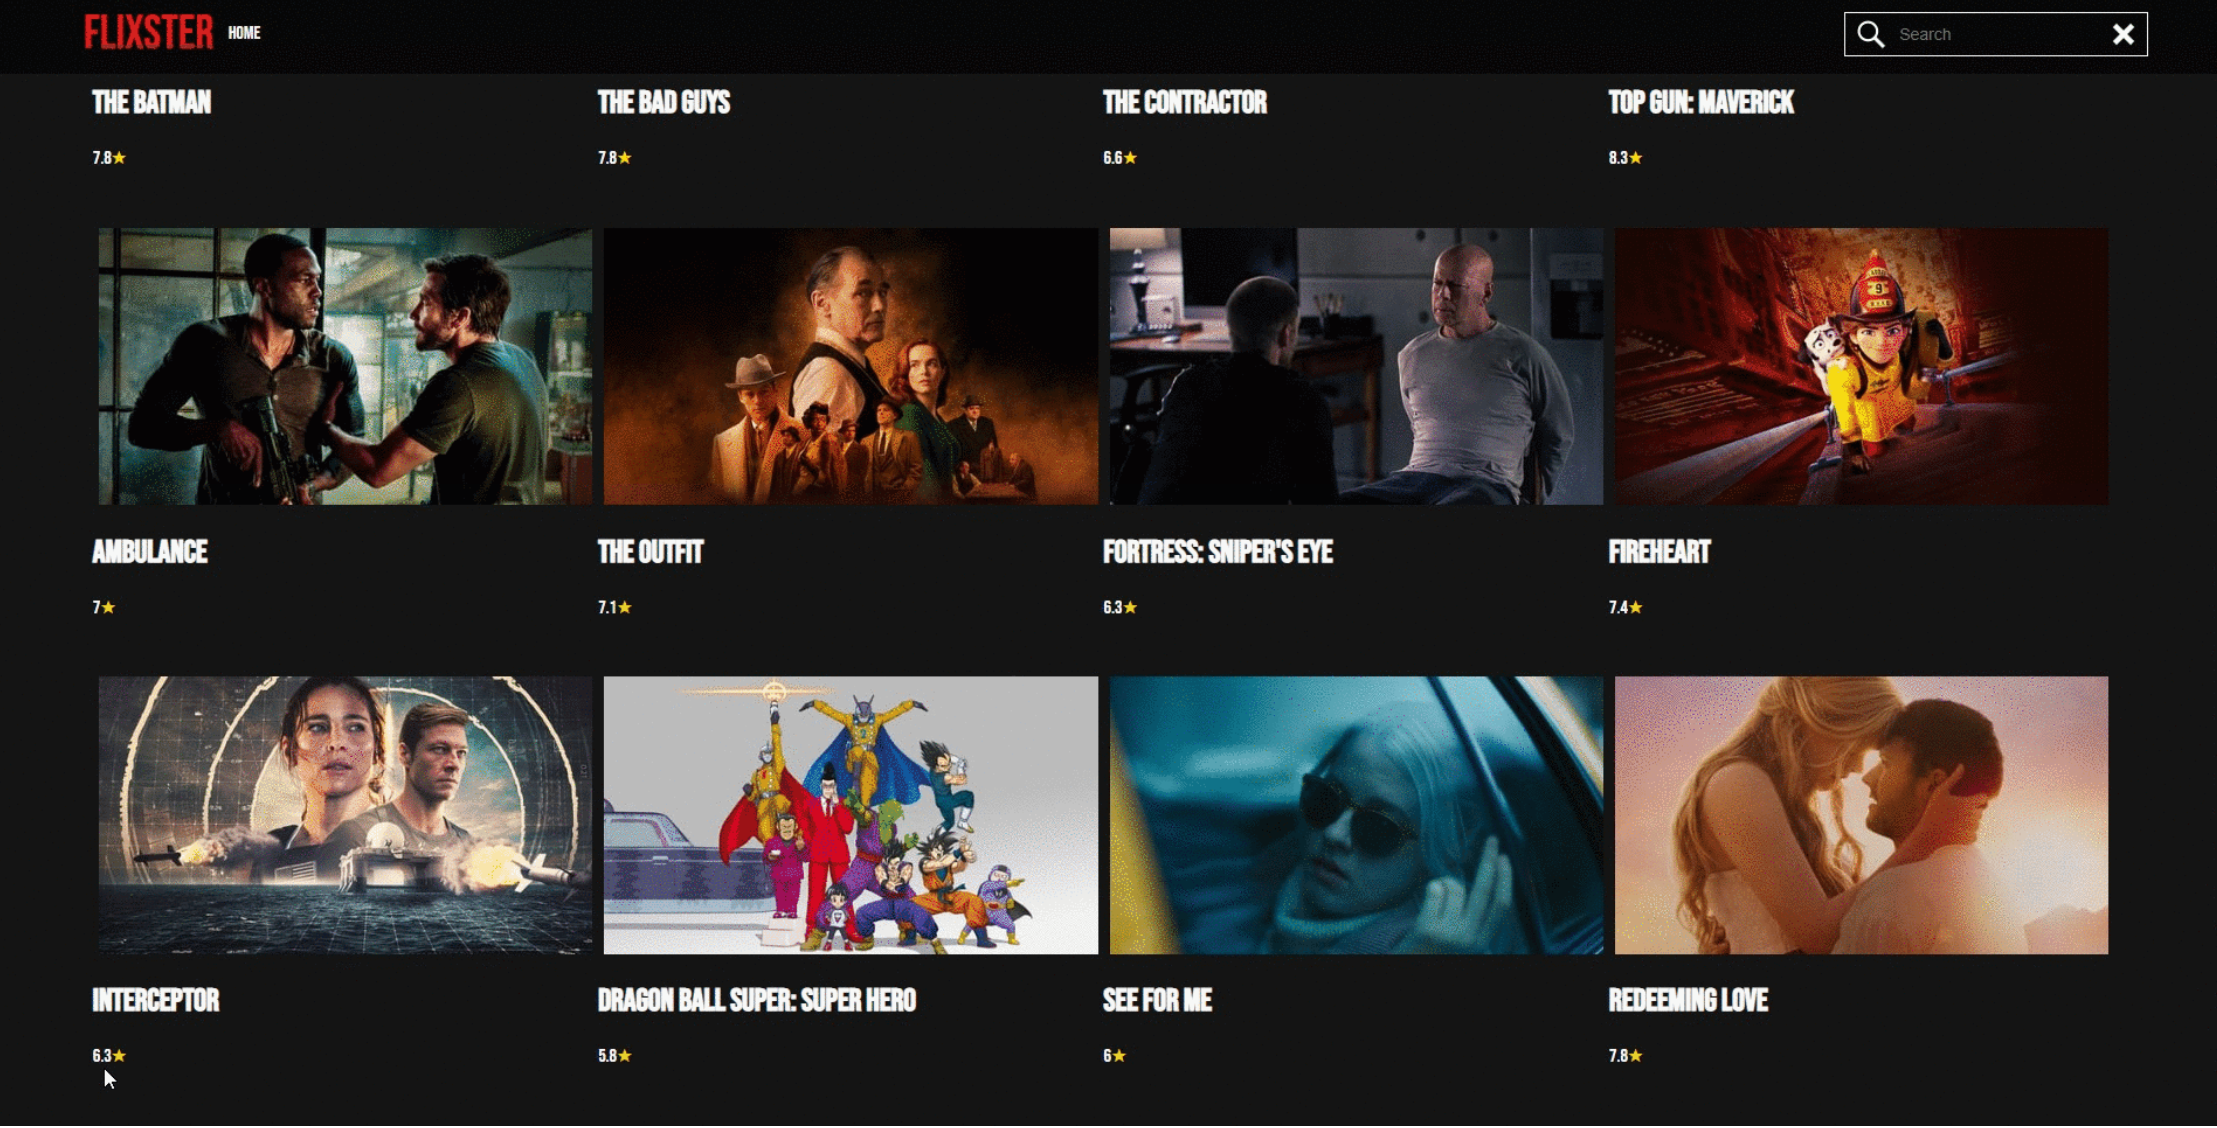 FLIXSTER HOME Search
THE BATMAN THE BAD GUYS THE CONTRACTOR TOP GUN: MAVERICK
7.8★ 7.8★ 6.6★ 8.3★
9
AMBULANCE THE OUTFIT FORTRESS: SNIPER'S EYE FIREHEART
7★ 7.1★ 6.3★ 7.4★
INTERCEPTOR DRAGON BALL SUPER: SUPER HERO SEE FOR ME REDEEMING LOVE
6.3★ 5.8★ 6★ 7.8★